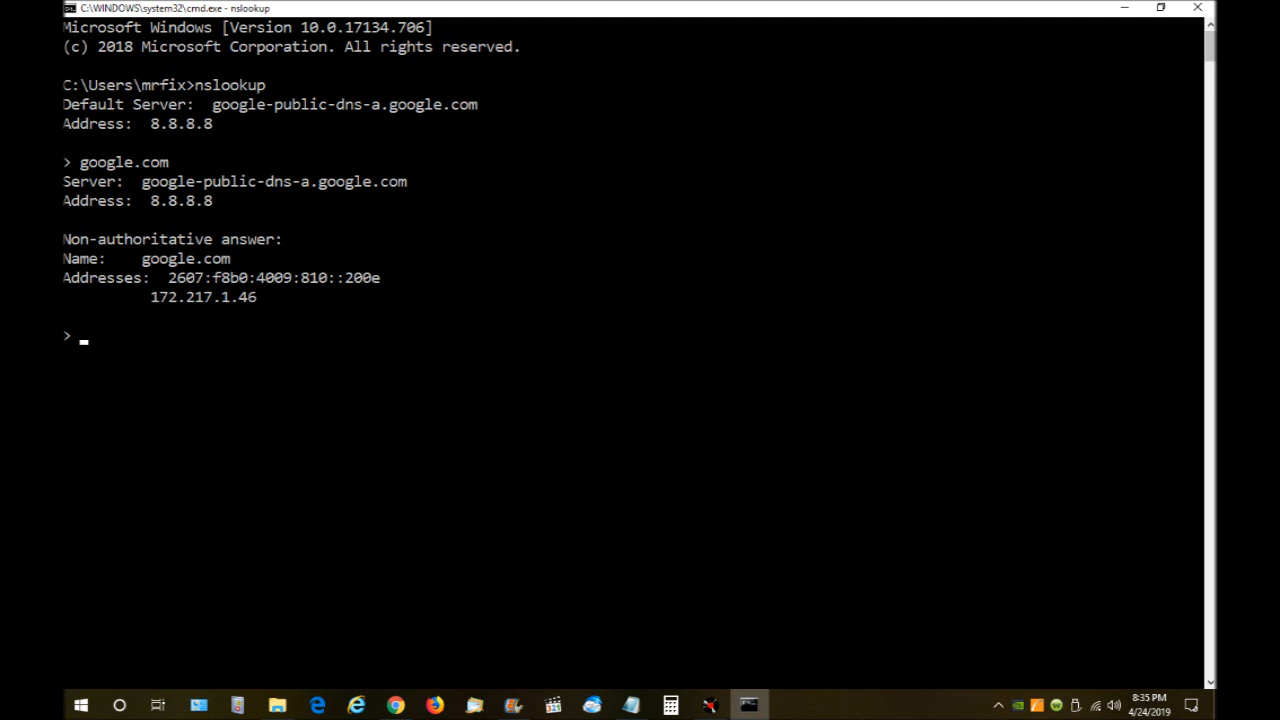 C:\WINDOWS\system32\cmd.exe - nslookup
Microsoft Windows [Version 10.0.17134.706]
(c) 2018 Microsoft Corporation. All rights reserved.
C:\Users\mrfix>nslookup
Default Server:  google-public-dns-a.google.com
Address:  8.8.8.8
> google.com
Server:  google-public-dns-a.google.com
Address:  8.8.8.8
Non-authoritative answer:
Name:    google.com
Addresses:  2607:f8b0:4009:810::200e
172.217.1.46
>
8:35 PM
4/24/2019